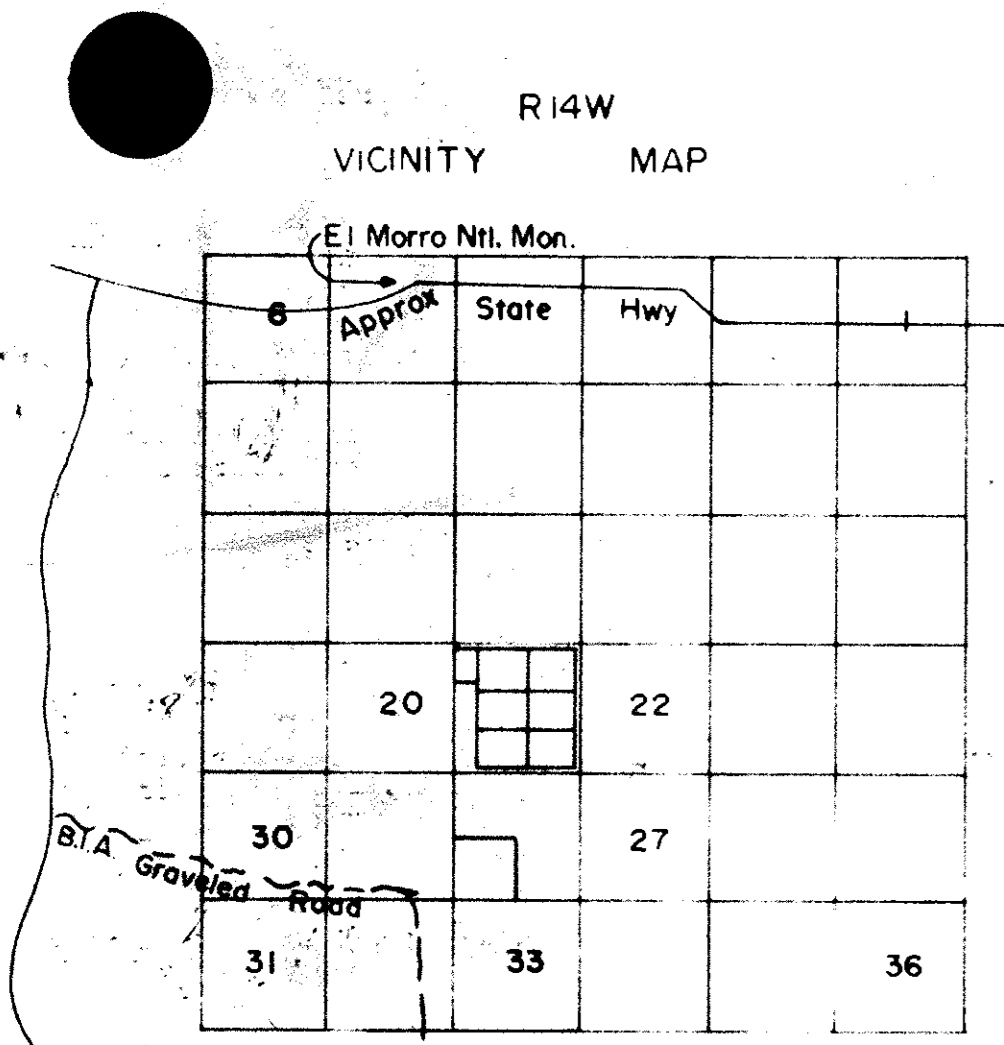 R14W
VICINITY MAP
El Morro Ntl. Mon.
6
Approx State Hwy
20
22
30
27
B.I.A. Graveled Road
31
33
36